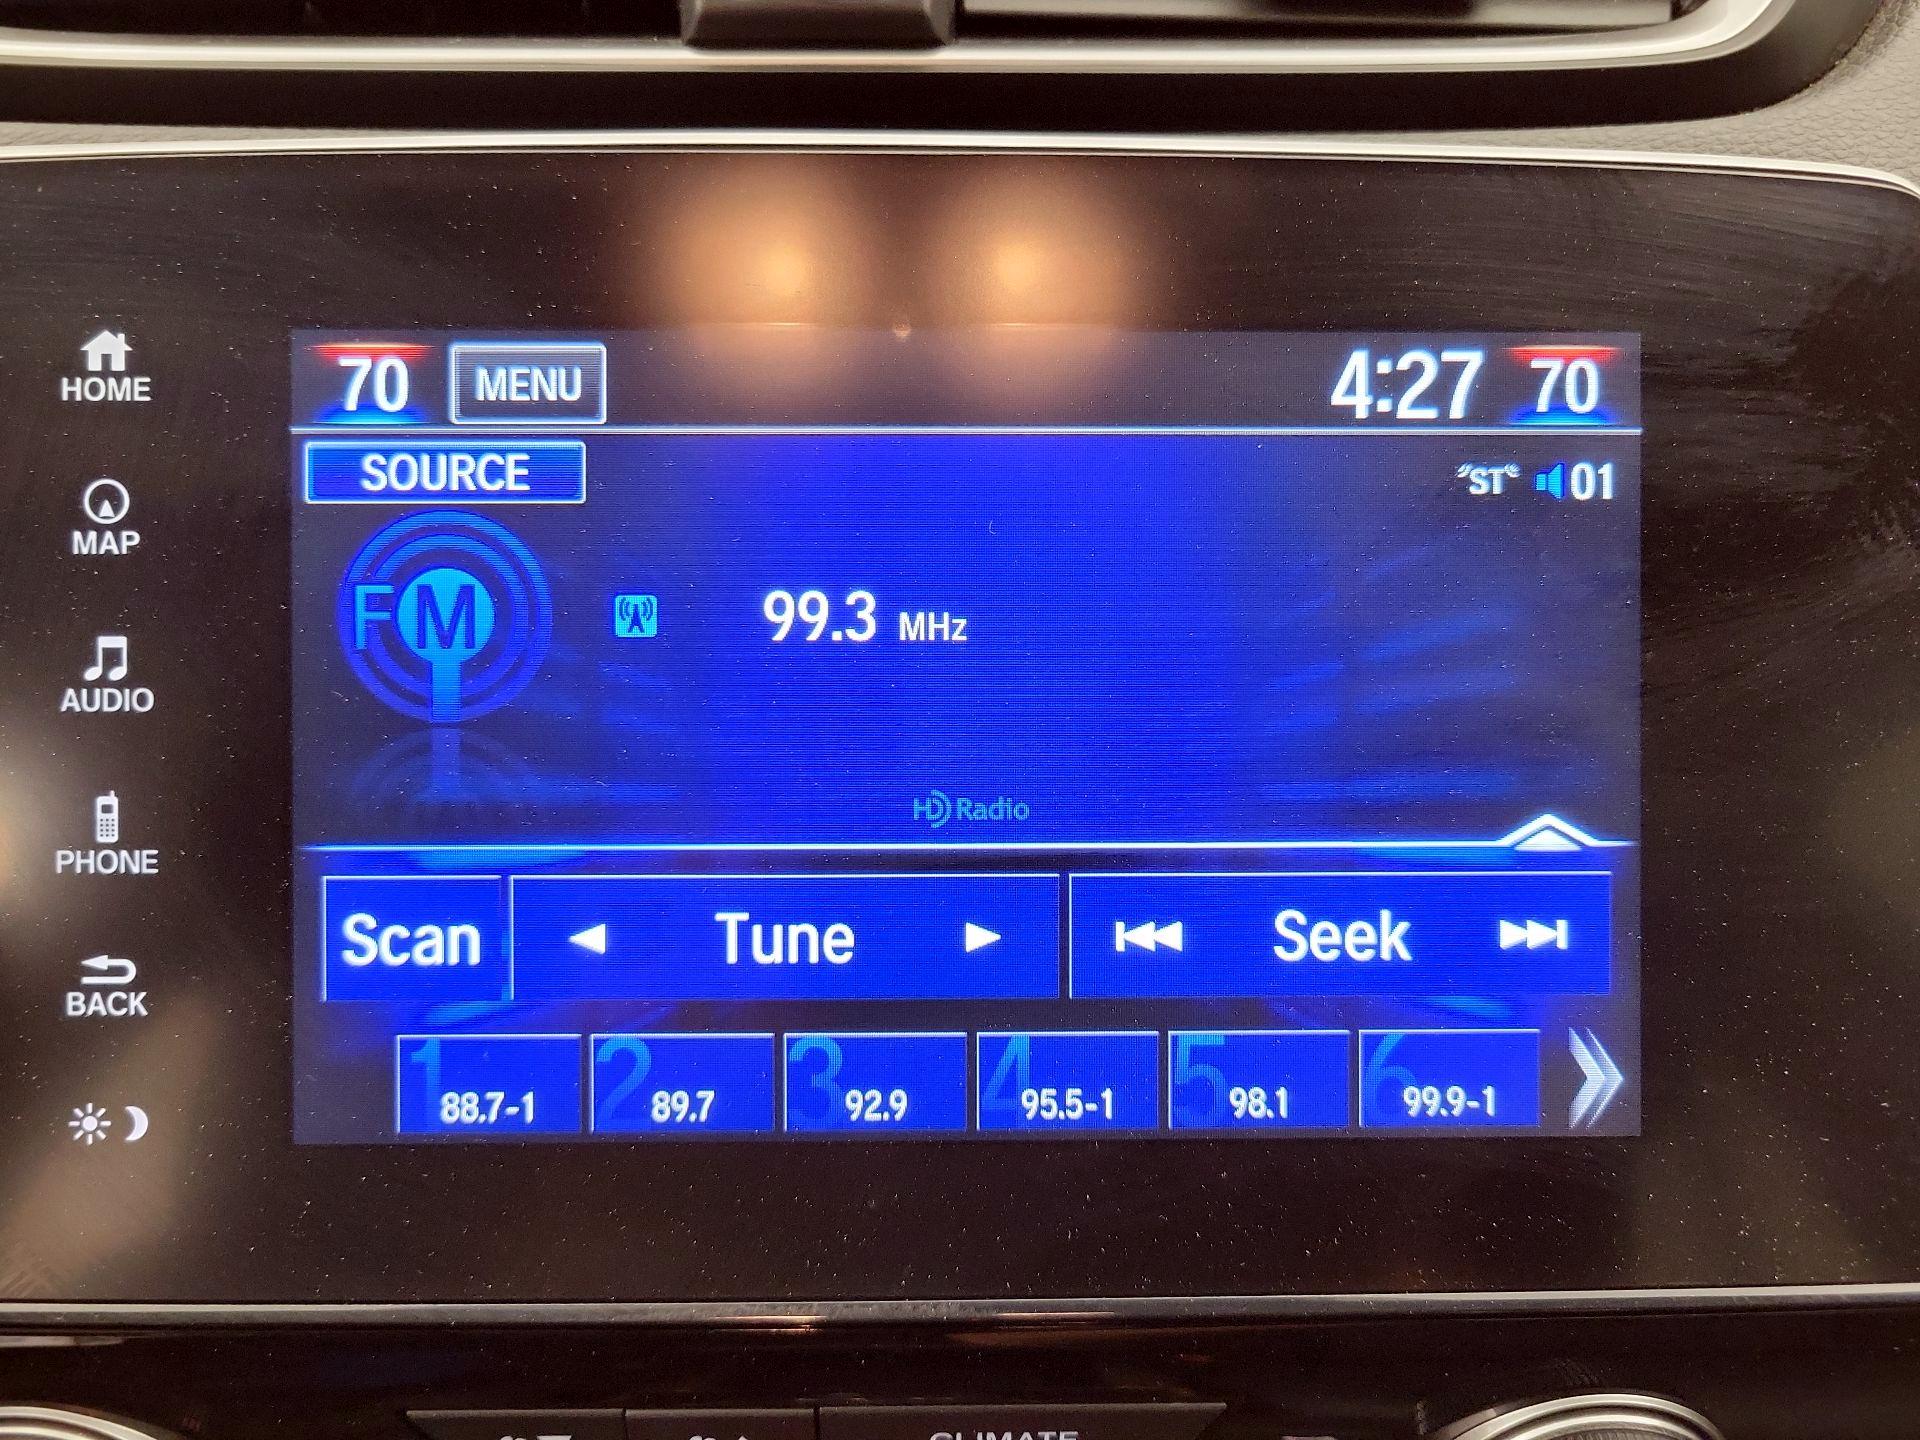 70 MENU 4:27 70
SOURCE "ST" 01
FM 99.3 MHz
HD Radio
Scan Tune Seek
1 88.7-1 2 89.7 3 92.9 4 95.5-1 5 98.1 6 99.9-1
HOME
MAP
AUDIO
PHONE
BACK
CLIMATE